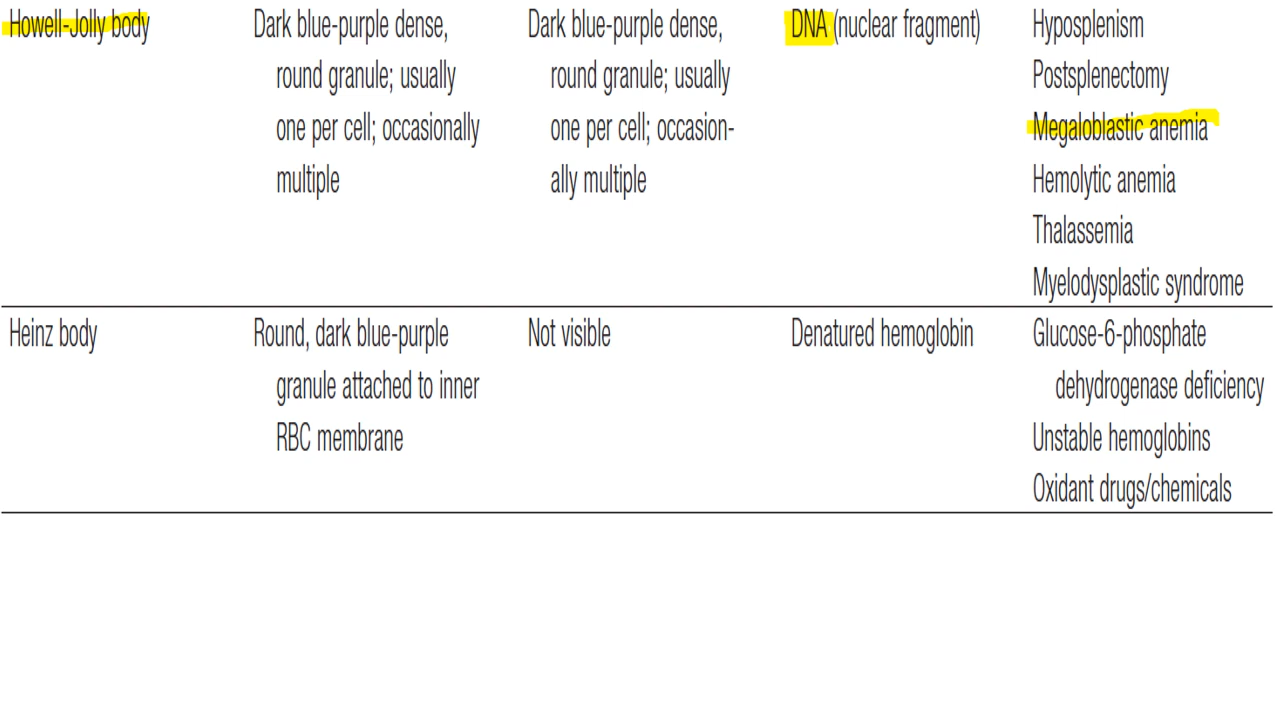 Howell-Jolly body Dark blue-purple dense, Dark blue-purple dense, DNA (nuclear fragment) Hyposplenism
round granule; usually round granule; usually Postsplenectomy
one per cell; occasionally one per cell; occasion- Megaloblastic anemia
multiple ally multiple Hemolytic anemia
Thalassemia
Myelodysplastic syndrome
Heinz body Round, dark blue-purple Not visible Denatured hemoglobin Glucose-6-phosphate
granule attached to inner dehydrogenase deficiency
RBC membrane Unstable hemoglobins
Oxidant drugs/chemicals